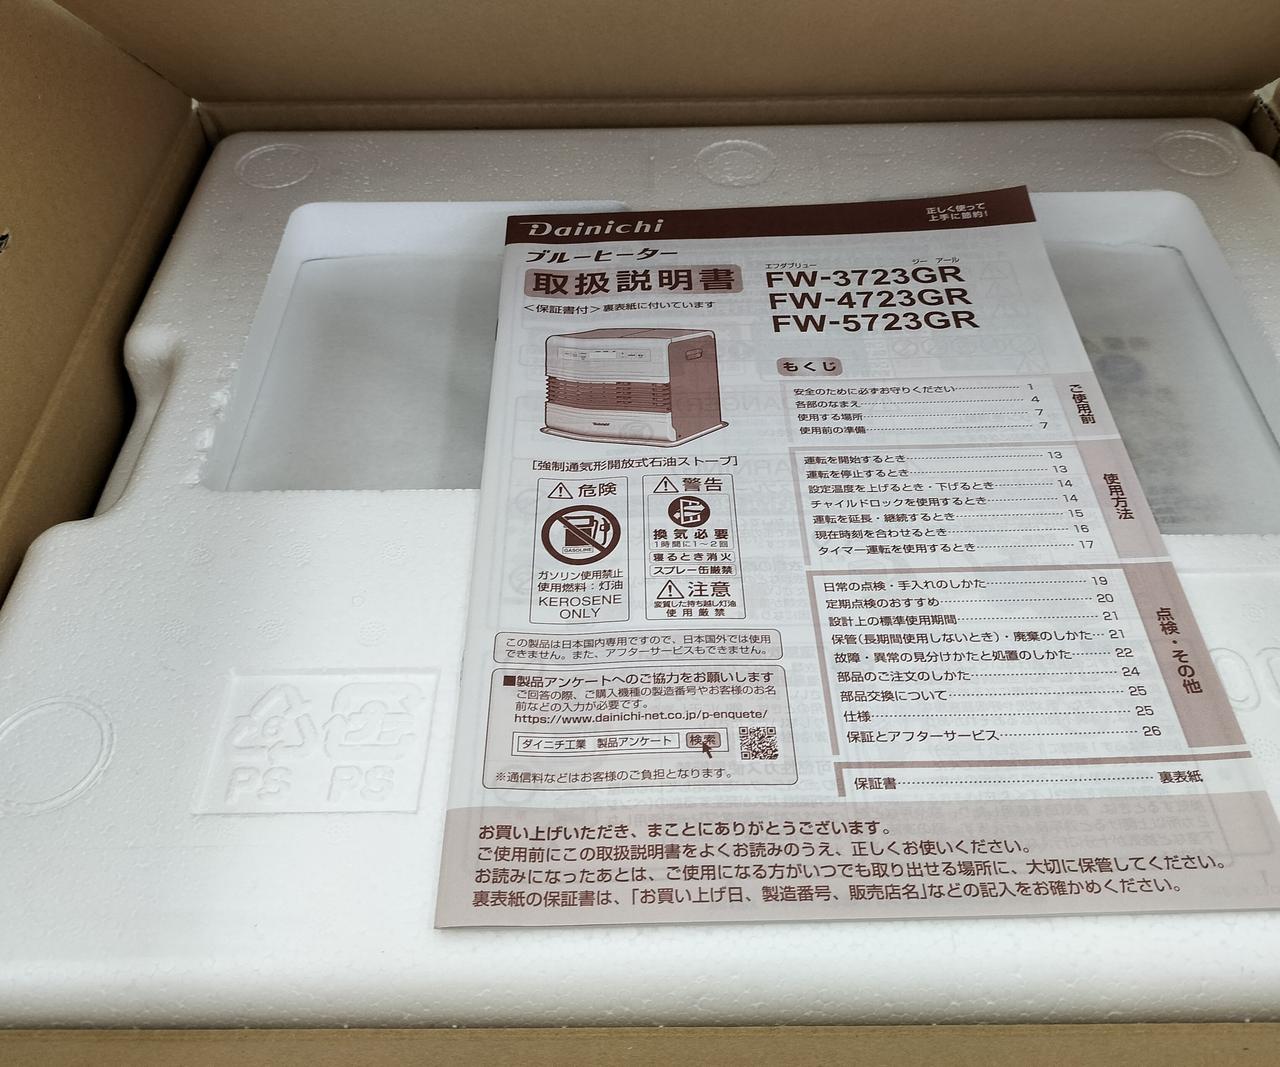 Dainichi
正しく使って
上手に節約!
ブルーヒーター
取扱説明書
<保証書付>裏表紙に付いています
エフダブリュー ジー アール
FW-3723GR
FW-4723GR
FW-5723GR
[強制通気形開放式石油ストーブ]
危険
GASOLINE
ガソリン使用禁止
使用燃料:灯油
KEROSENE
ONLY
警告
換気必要
1時間に1~2回
寝るとき消火
スプレー缶厳禁
注意
変質した持ち越し灯油
使用厳禁
この製品は日本国内専用ですので、日本国外では使用
できません。また、アフターサービスもできません。
■製品アンケートへのご協力をお願いします
ご回答の際、ご購入機種の製造番号やお客様のお名
前などの入力が必要です。
https://www.dainichi-net.co.jp/p-enquete/
ダイニチ工業 製品アンケート 検索
※通信料などはお客様のご負担となります。
もくじ
ご使用前
安全のために必ずお守りください 1
各部のなまえ 4
使用する場所 7
使用前の準備 7
使用方法
運転を開始するとき 13
運転を停止するとき 13
設定温度を上げるとき・下げるとき 14
チャイルドロックを使用するとき 14
運転を延長・継続するとき 15
現在時刻を合わせるとき 16
タイマー運転を使用するとき 17
点検・その他
日常の点検・手入れのしかた 19
定期点検のおすすめ 20
設計上の標準使用期間 21
保管(長期間使用しないとき)・廃棄のしかた 21
故障・異常の見分けかたと処置のしかた 22
部品のご注文のしかた 24
部品交換について 25
仕様 25
保証とアフターサービス 26
保証書 裏表紙
お買い上げいただき、まことにありがとうございます。
ご使用前にこの取扱説明書をよくお読みのうえ、正しくお使いください。
お読みになったあとは、ご使用になる方がいつでも取り出せる場所に、大切に保管してください。
裏表紙の保証書は、「お買い上げ日、製造番号、販売店名」などの記入をお確かめください。
PS PS